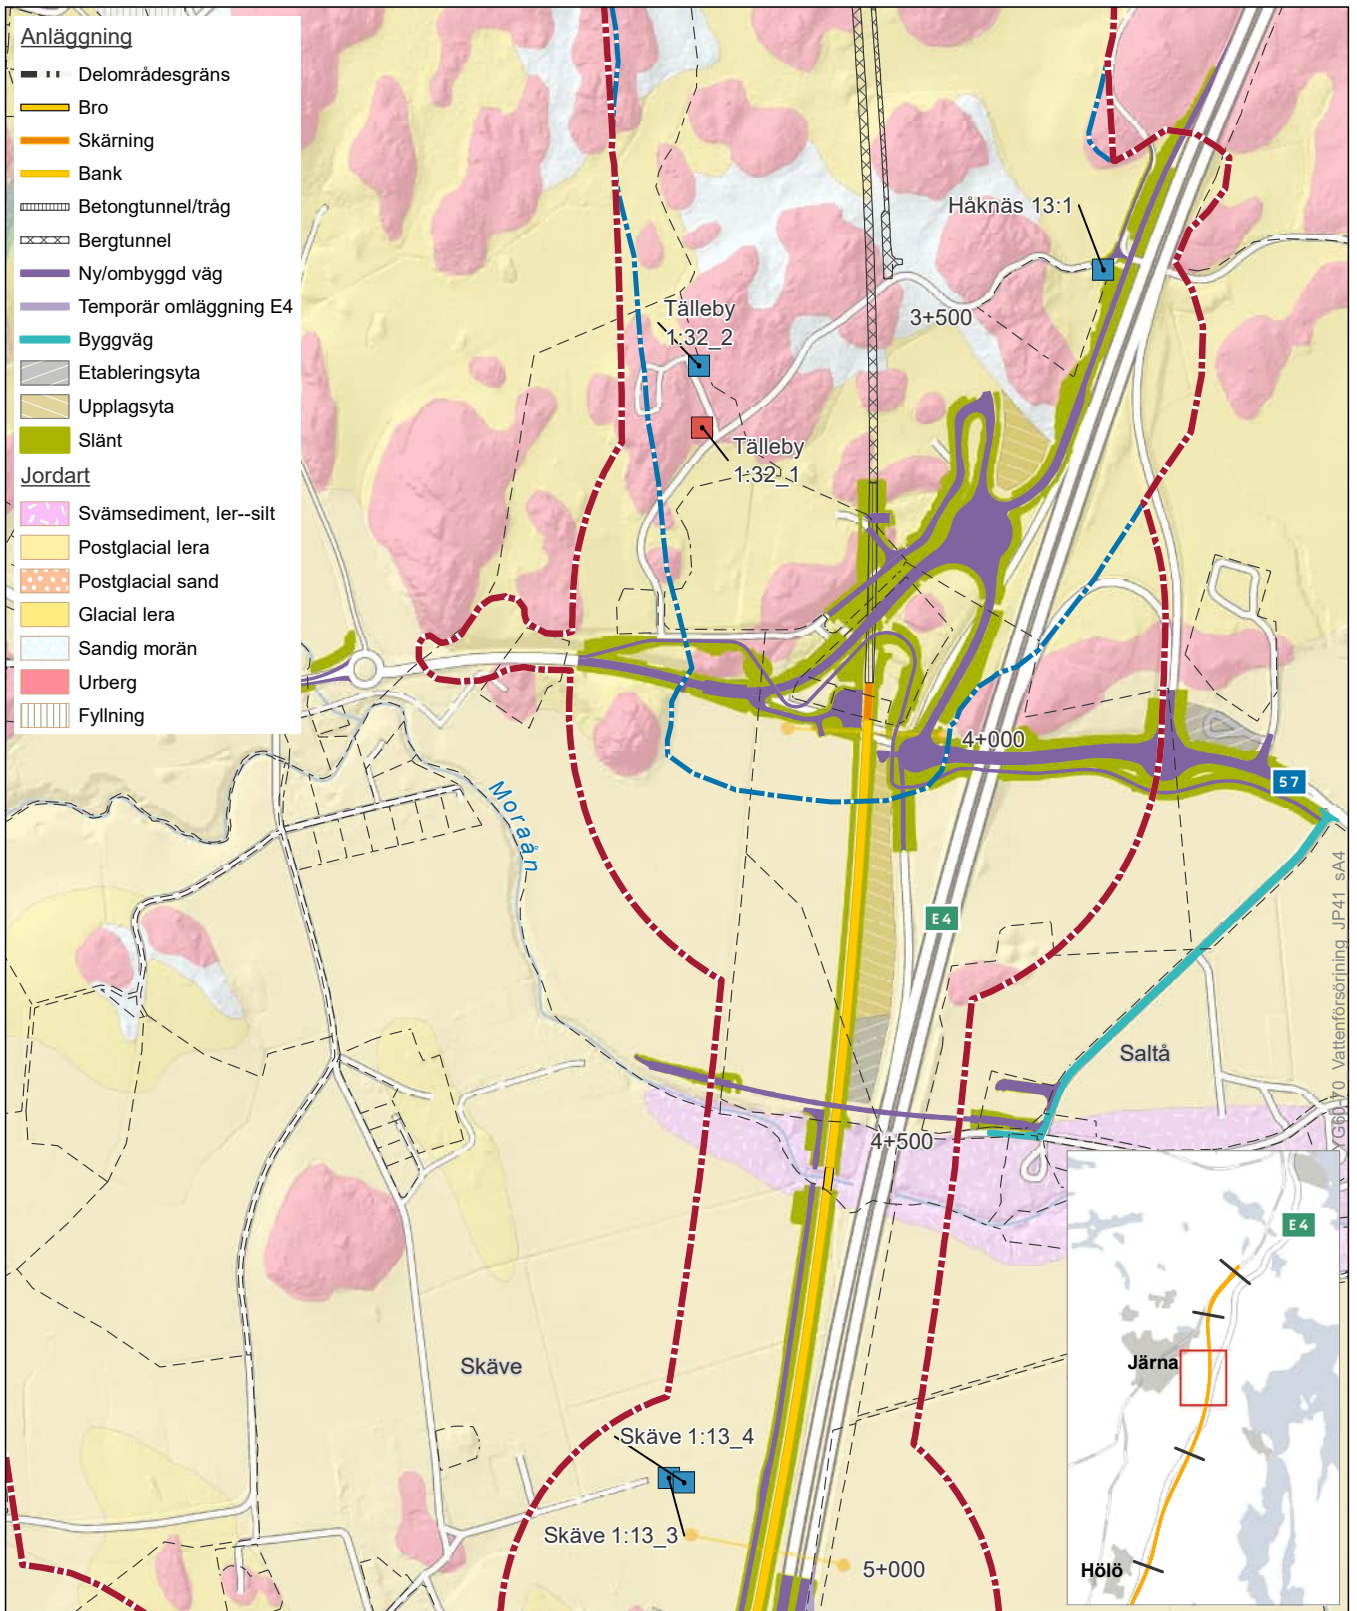 Anläggning
Delområdesgräns
Bro
Skärning
Bank
Betongtunnel/tråg
Bergtunnel
Ny/ombyggd väg
Temporär omläggning E4
Byggväg
Etableringsyta
Upplagsyta
Slänt
Jordart
Svämsediment, ler--silt
Postglacial lera
Postglacial sand
Glacial lera
Sandig morän
Urberg
Fyllning
Håknäs 13:1
3+500
Tälleby
1:32_2
Tälleby
1:32_1
4+000
57
Moraån
E4
Saltå
4+500
Skäve
Skäve 1:13_4
Skäve 1:13_3
5+000
E4
Järna
Hölö